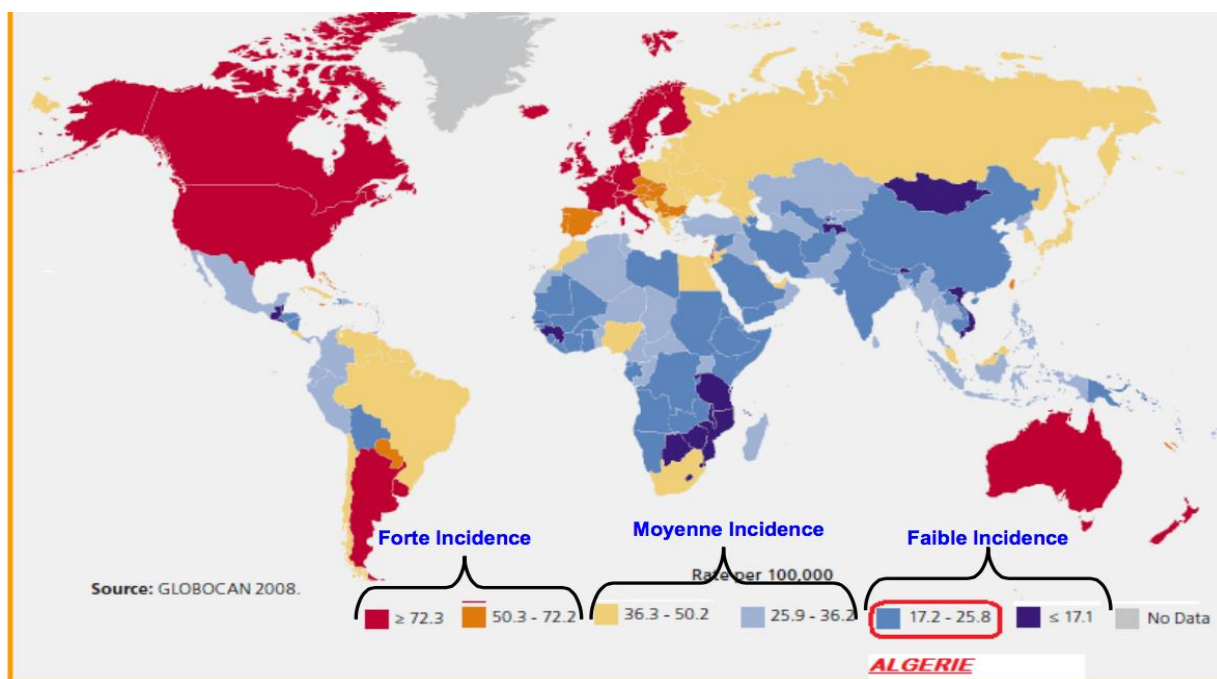 Forte Incidence
Moyenne Incidence
Faible Incidence
Source: GLOBOCAN 2008.
Rate per 100,000
≥ 72.3
50.3 - 72.2
36.3 - 50.2
25.9 - 36.2
17.2 - 25.8
≤ 17.1
No Data
ALGERIE